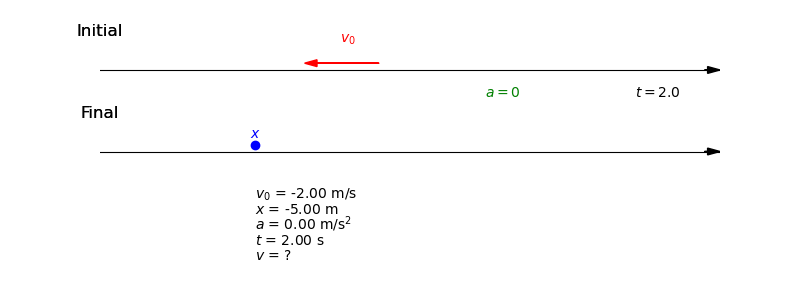 Initial
v₀
a = 0
t = 2.0
Final
x
v₀ = -2.00 m/s
x = -5.00 m
a = 0.00 m/s²
t = 2.00 s
v = ?